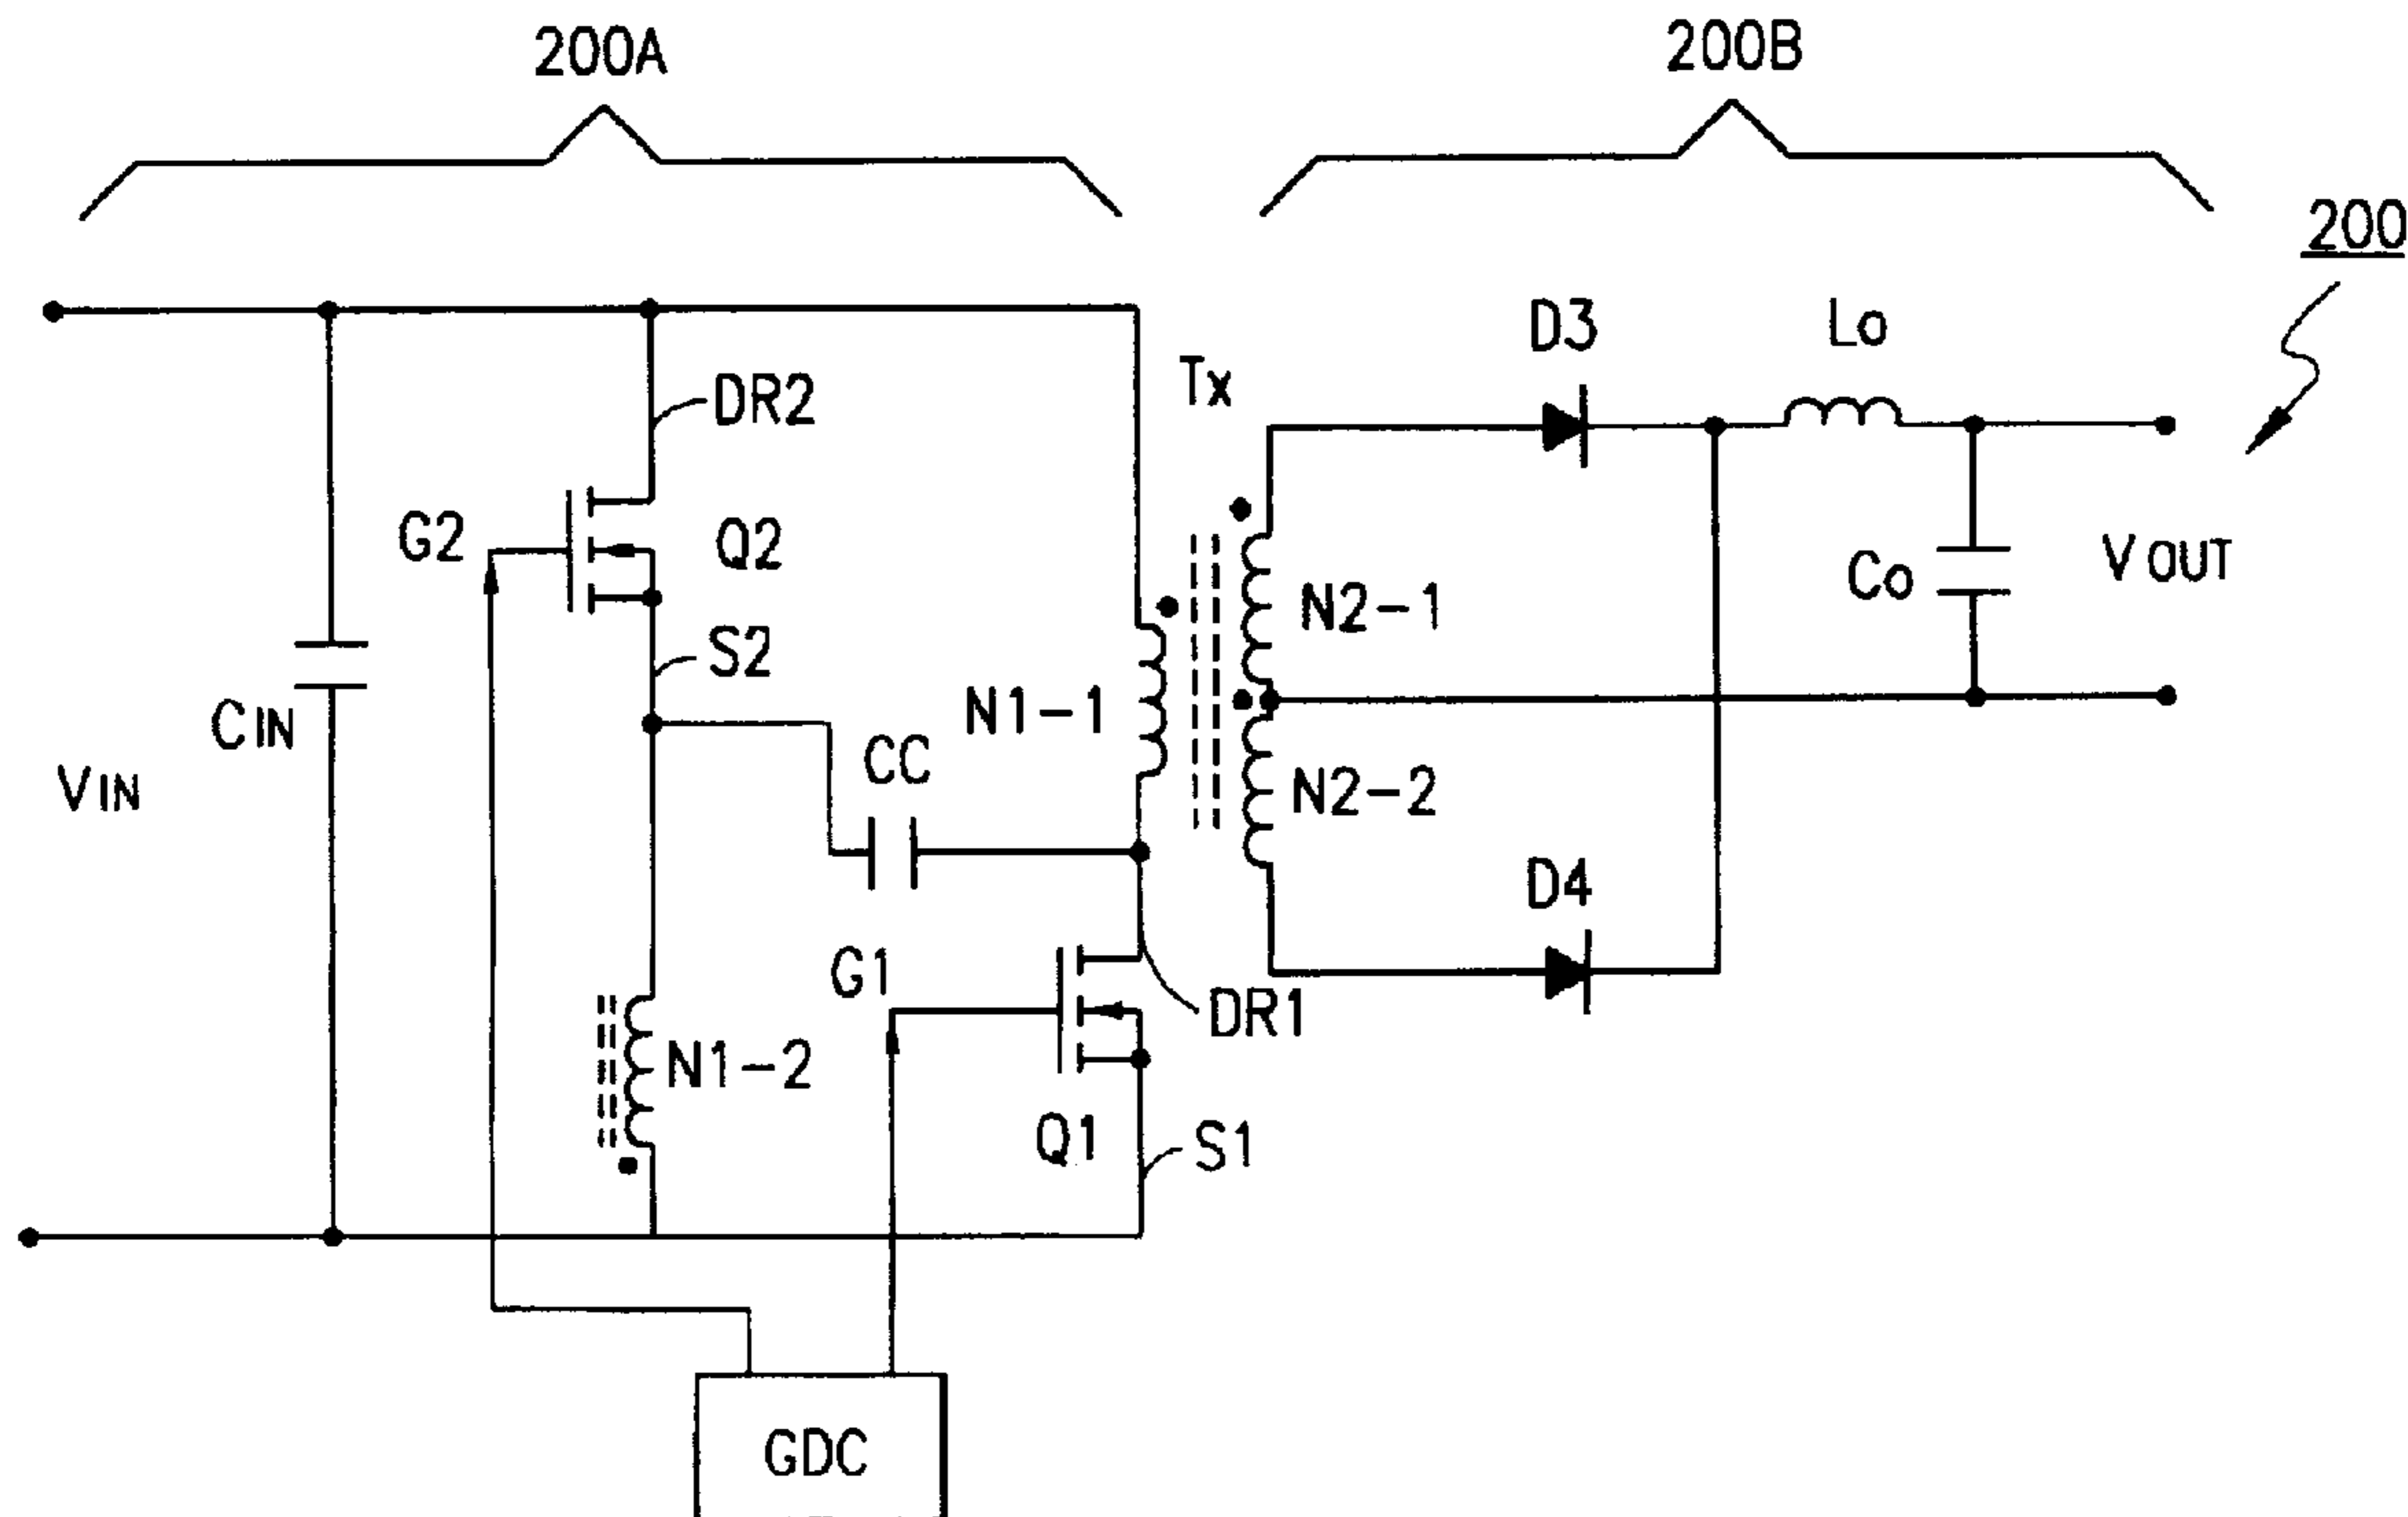 200A
200B
200
D3
Lo
Tx
DR2
G2
Q2
VOUT
Co
N2-1
S2
N1-1
CIN
CC
VIN
N2-2
D4
G1
DR1
N1-2
Q1
S1
GDC